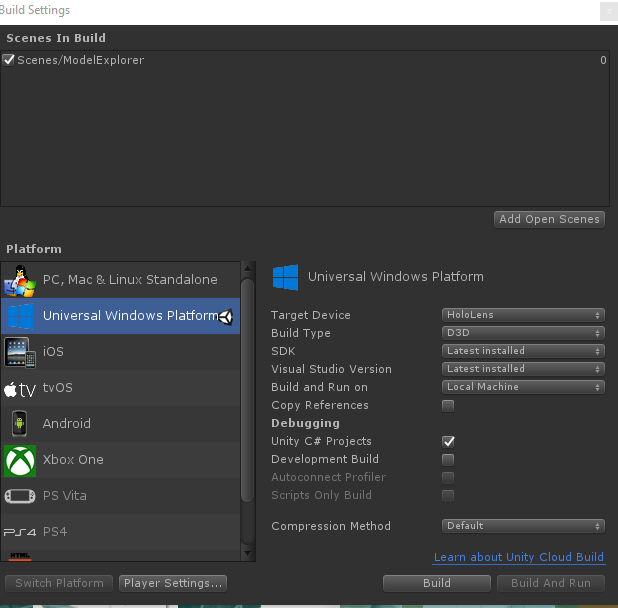 Build Settings
x
Scenes In Build
Scenes/ModelExplorer 0
Add Open Scenes
Platform
PC, Mac & Linux Standalone
Universal Windows Platform
iOS
tv tvOS
Android
Xbox One
PS Vita
PS4 PS4
HTML
Universal Windows Platform
Target Device HoloLens
Build Type D3D
SDK Latest installed
Visual Studio Version Latest installed
Build and Run on Local Machine
Copy References
Debugging
Unity C# Projects
Development Build
Autoconnect Profiler
Scripts Only Build
Compression Method Default
Learn about Unity Cloud Build
Switch Platform Player Settings... Build Build And Run